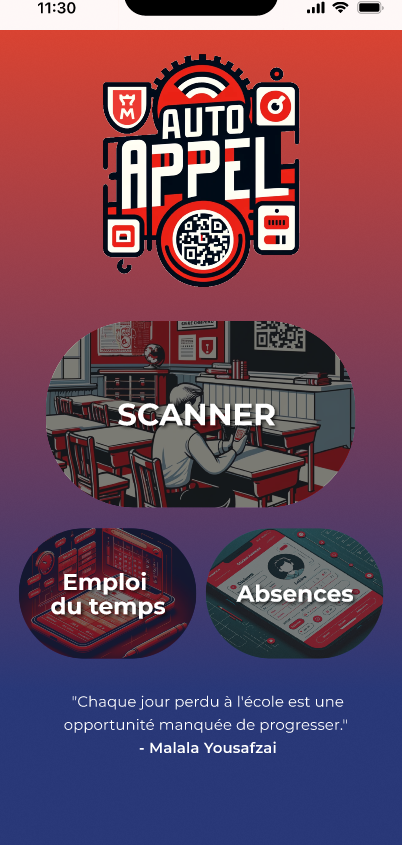 11:30
M
AUTO
APPEL
SCANNER
Emploi
du temps
Absences
"Chaque jour perdu à l'école est une
opportunité manquée de progresser."
- Malala Yousafzai